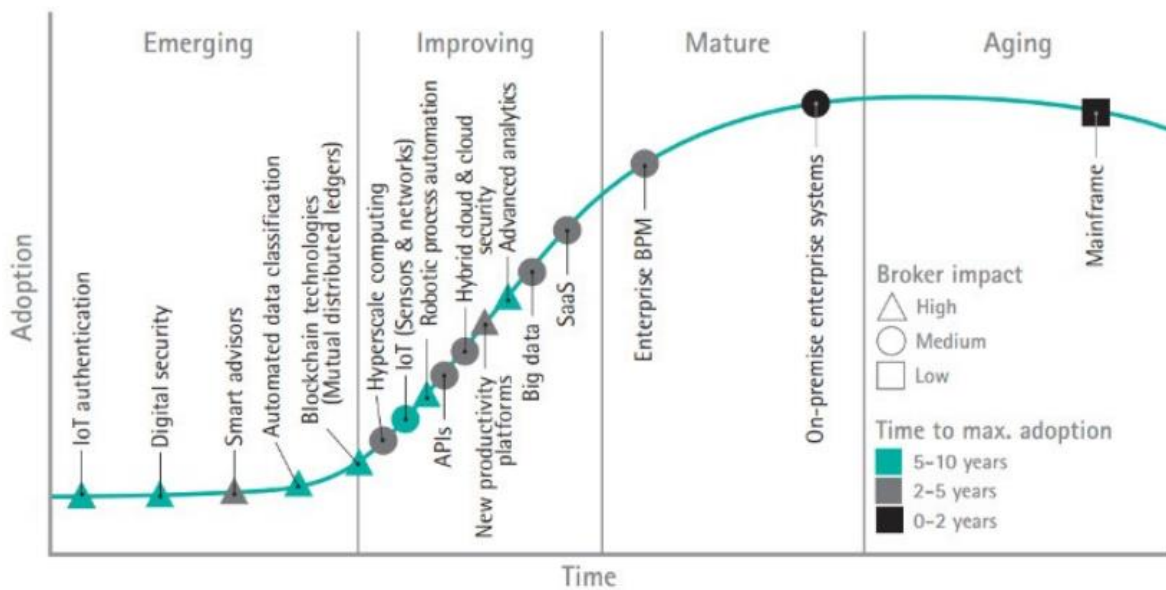 Emerging
Improving
Mature
Aging
Adoption
IoT authentication
Digital security
Smart advisors
Automated data classification
Blockchain technologies
(Mutual distributed ledgers)
Hyperscale computing
IoT (Sensors & networks)
Robotic process automation
APIs
Hybrid cloud & cloud
security
New productivity
platforms
Advanced analytics
Big data
SaaS
Enterprise BPM
On-premise enterprise systems
Mainframe
Broker impact
High
Medium
Low
Time to max. adoption
5-10 years
2-5 years
0-2 years
Time